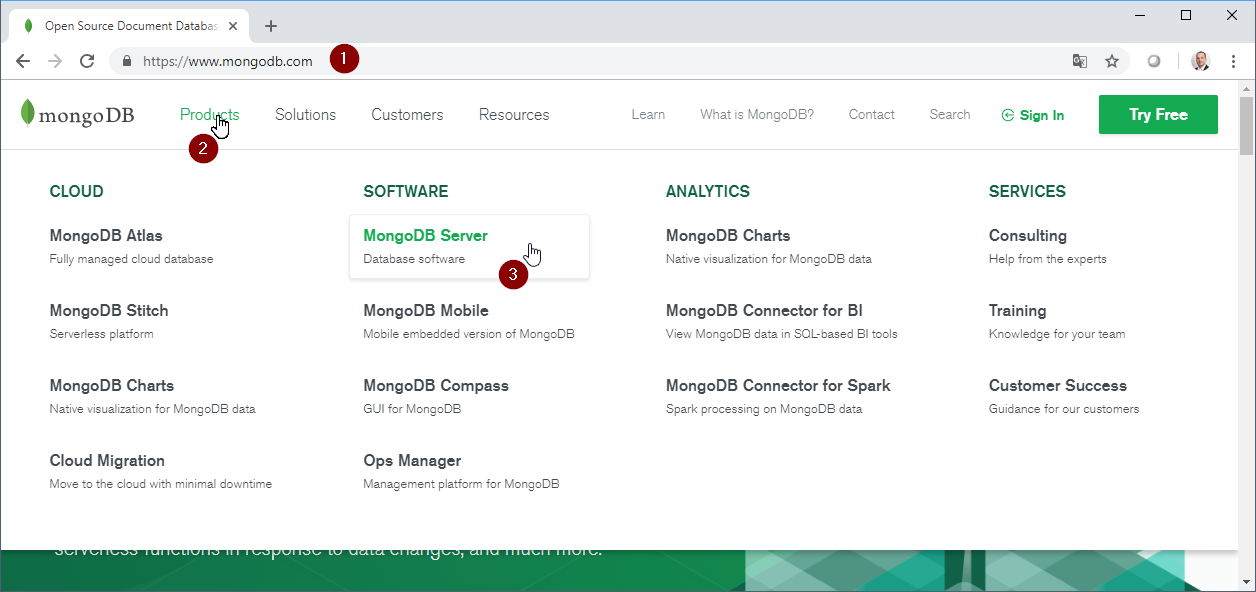 Open Source Document Databas
https://www.mongodb.com
1
mongoDB
Products
Solutions
Customers
Resources
Learn
What is MongoDB?
Contact
Search
Sign In
Try Free
2
CLOUD
MongoDB Atlas
Fully managed cloud database
MongoDB Stitch
Serverless platform
MongoDB Charts
Native visualization for MongoDB data
Cloud Migration
Move to the cloud with minimal downtime
SOFTWARE
MongoDB Server
Database software
3
MongoDB Mobile
Mobile embedded version of MongoDB
MongoDB Compass
GUI for MongoDB
Ops Manager
Management platform for MongoDB
ANALYTICS
MongoDB Charts
Native visualization for MongoDB data
MongoDB Connector for BI
View MongoDB data in SQL-based BI tools
MongoDB Connector for Spark
Spark processing on MongoDB data
SERVICES
Consulting
Help from the experts
Training
Knowledge for your team
Customer Success
Guidance for our customers
serverless functions in response to data changes, and much more.